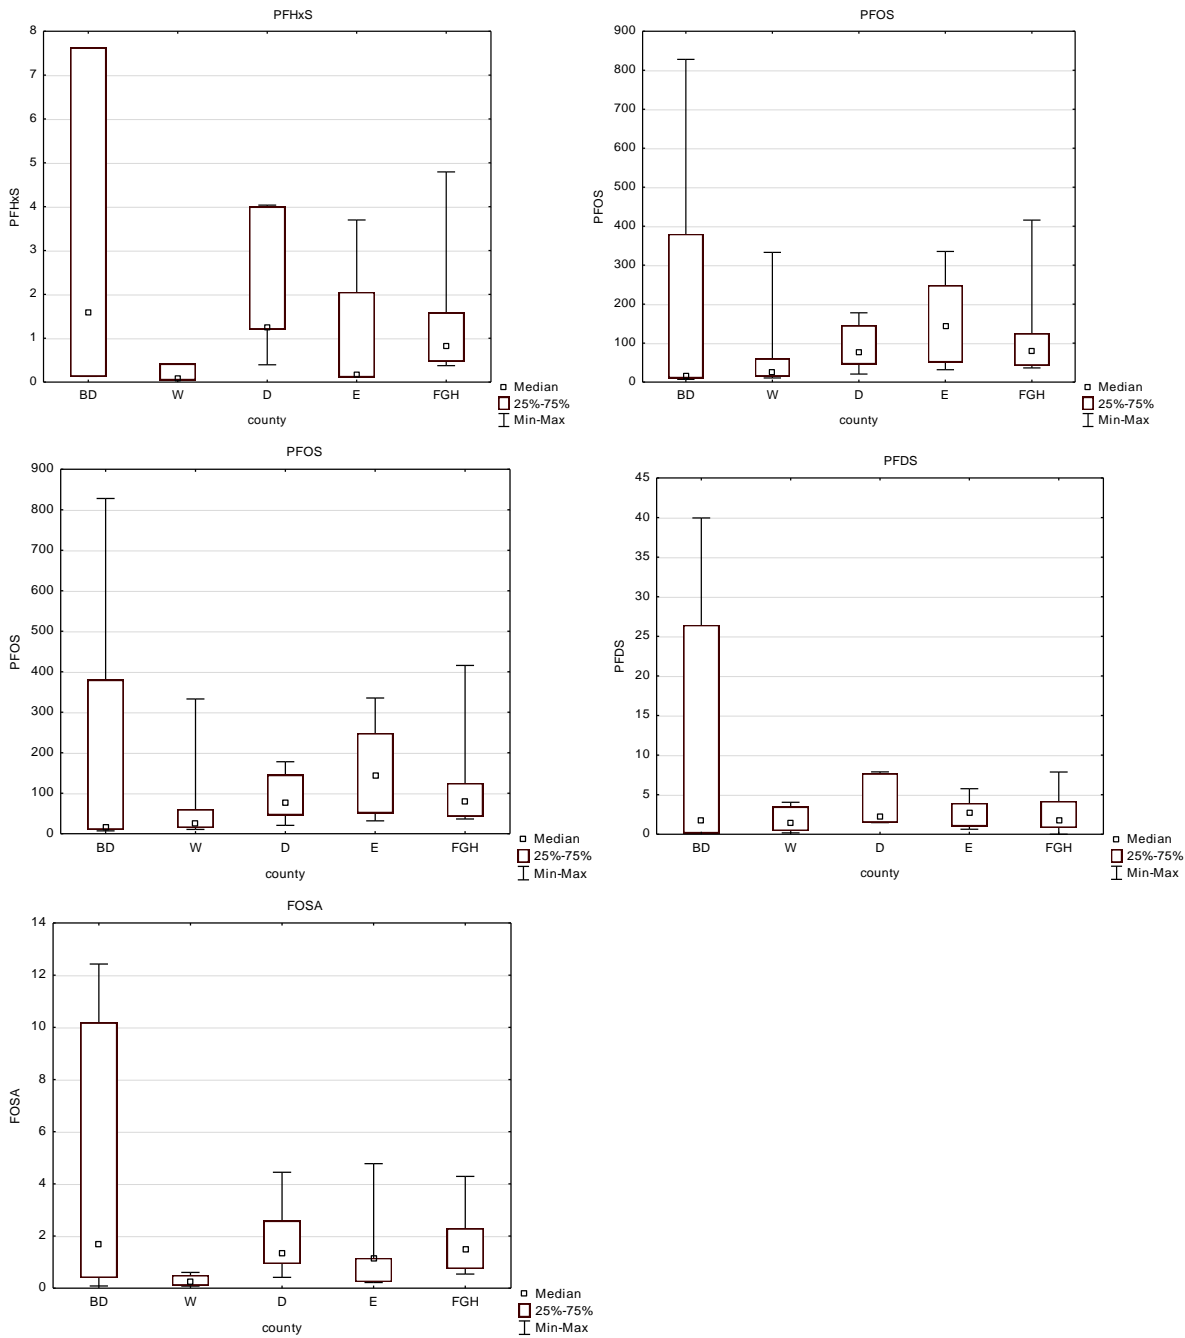 PFHxS
8
7
6
5
4
3
2
1
0
PFHxS
BD W D E FGH
county
Median
25%-75%
Min-Max
PFOS
900
800
700
600
500
400
300
200
100
0
PFOS
BD W D E FGH
county
Median
25%-75%
Min-Max
PFOS
900
800
700
600
500
400
300
200
100
0
PFOS
BD W D E FGH
county
Median
25%-75%
Min-Max
PFDS
45
40
35
30
25
20
15
10
5
0
PFDS
BD W D E FGH
county
Median
25%-75%
Min-Max
FOSA
14
12
10
8
6
4
2
0
FOSA
BD W D E FGH
county
Median
25%-75%
Min-Max